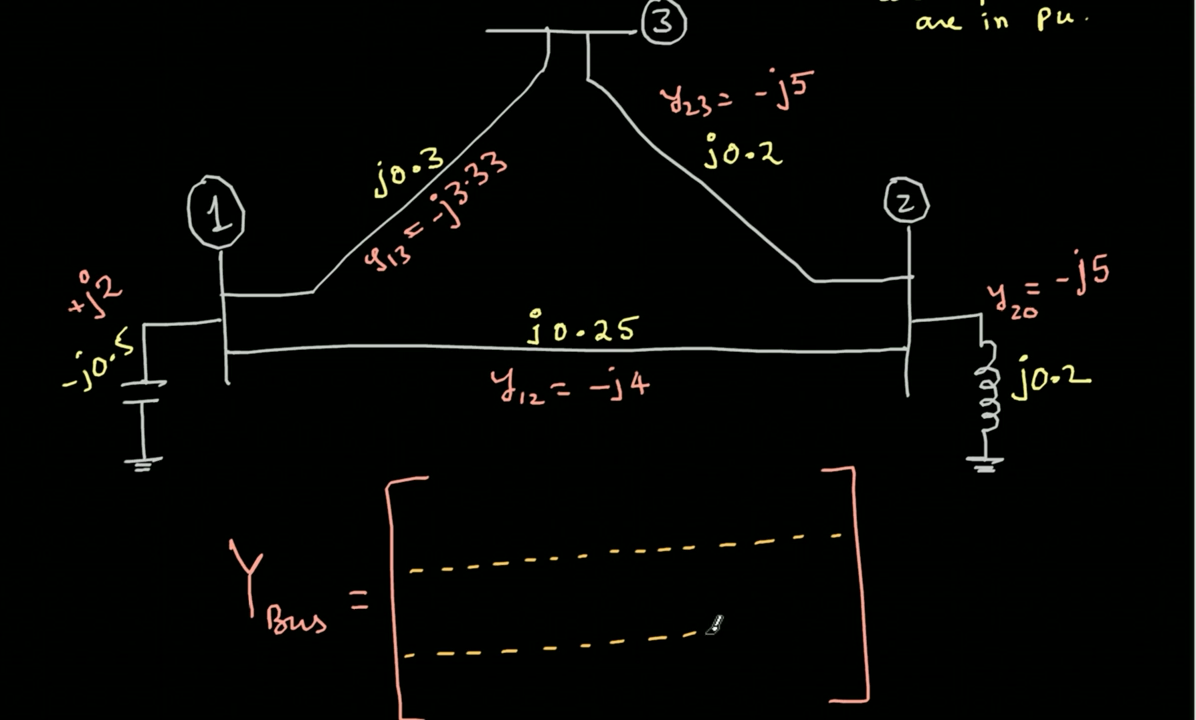 3
are in pu.
y23 = -j5
j0.2
j0.3
y13 = -j3.33
1
2
+j2
-j0.5
j0.25
y12 = -j4
y20 = -j5
j0.2
YBus =